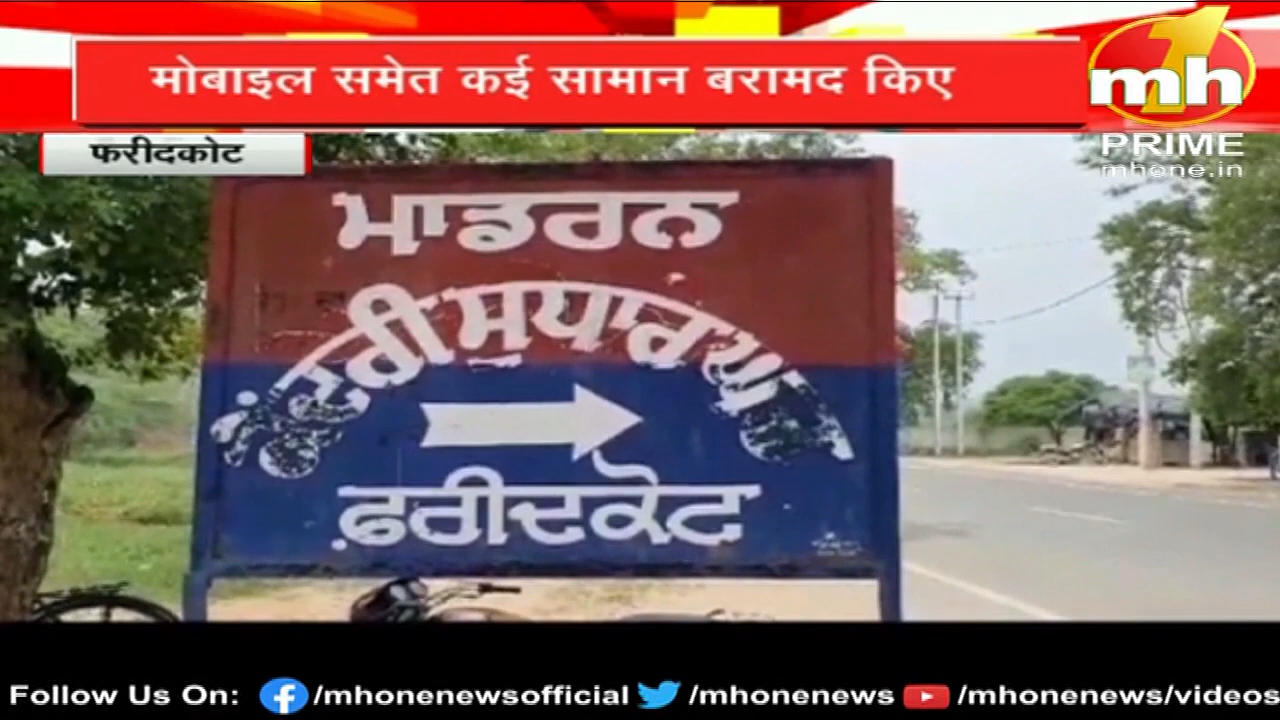 मोबाइल समेत कई सामान बरामद किए
1
mh
PRIME
mhone.in
फरीदकोट
ਮਾਡਰਨ
ਸੁਧਾਰ
ਫ਼ਰੀਦਕੋਟ
Follow Us On: /mhonenewsofficial /mhonenews /mhonenews/videos